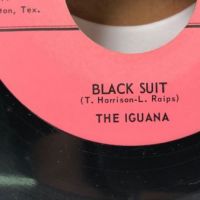 ton, Tex.
BLACK SUIT
(T. Harrison-L. Raips)
THE IGUANA